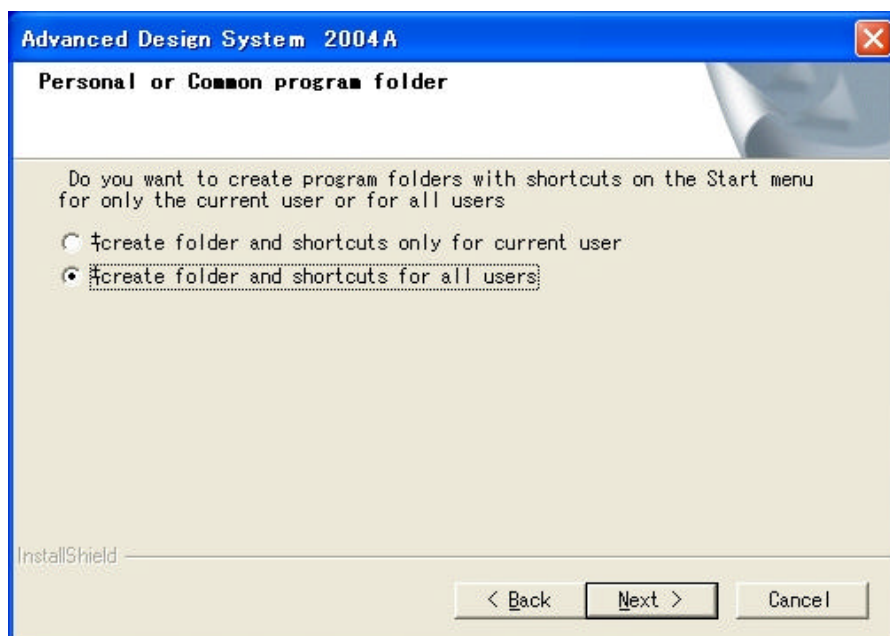 Advanced Design System 2004A
Personal or Common program folder
Do you want to create program folders with shortcuts on the Start menu
for only the current user or for all users
‡create folder and shortcuts only for current user
‡create folder and shortcuts for all users
InstallShield
< Back Next > Cancel